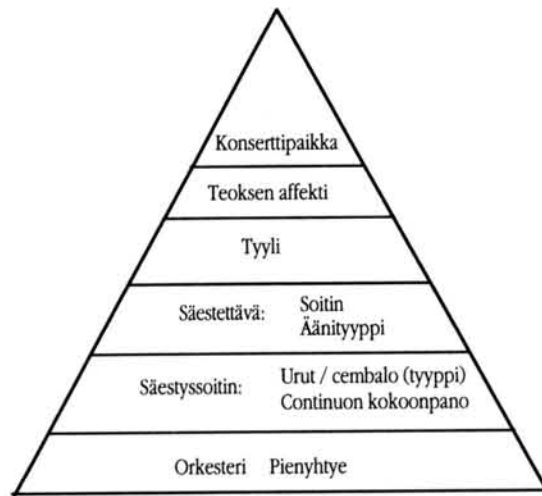 Konserttipaikka
Teoksen affekti
Tyyli
Säestettävä: Soitin
Äänityyppi
Säestyssoitin: Urut / cembalo (tyyppi)
Continuon kokoonpano
Orkesteri Pienyhtye